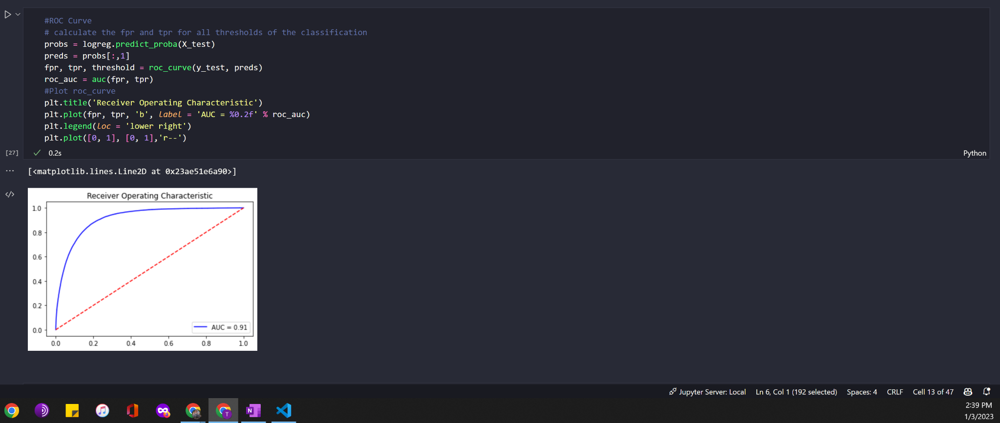 #ROC Curve
# calculate the fpr and tpr for all thresholds of the classification
probs = logreg.predict_proba(X_test)
preds = probs[:,1]
fpr, tpr, threshold = roc_curve(y_test, preds)
roc_auc = auc(fpr, tpr)
#Plot roc_curve
plt.title('Receiver Operating Characteristic')
plt.plot(fpr, tpr, 'b', label = 'AUC = %0.2f' % roc_auc)
plt.legend(loc = 'lower right')
plt.plot([0, 1], [0, 1],'r--')
[27] 0.2s Python
[<matplotlib.lines.Line2D at 0x23ae51e6a90>]
Receiver Operating Characteristic
1.0
0.8
0.6
0.4
0.2
0.0
AUC = 0.91
0.0 0.2 0.4 0.6 0.8 1.0
Jupyter Server: Local Ln 6, Col 1 (192 selected) Spaces: 4 CRLF Cell 13 of 47
T N
2:39 PM
1/3/2023